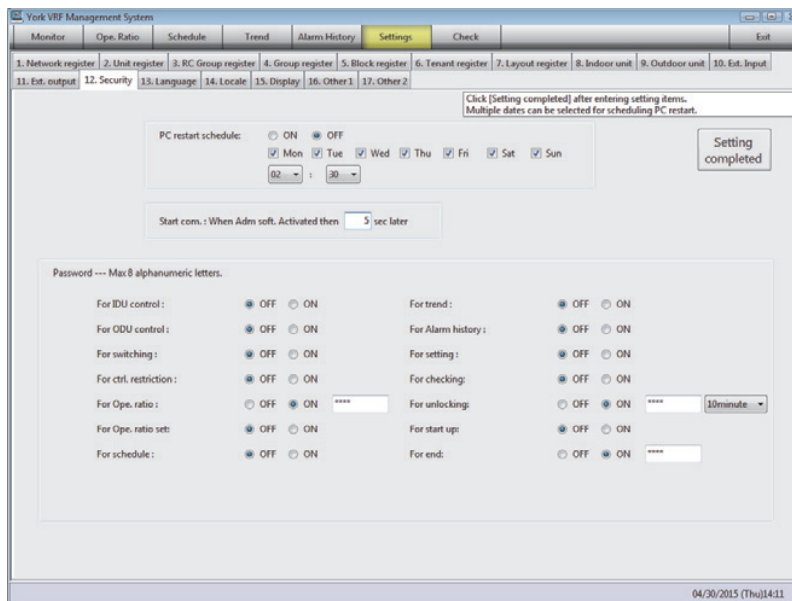 York VRF Management System
Monitor Ope. Ratio Schedule Trend Alarm History Settings Check Exit
1. Network register 2. Unit register 3. RC Group register 4. Group register 5. Block register 6. Tenant register 7. Layout register 8. Indoor unit 9. Outdoor unit 10. Ext. Input
11. Ext. output 12. Security 13. Language 14. Locale 15. Display 16. Other1 17. Other2
Click [Setting completed] after entering setting items.
Multiple dates can be selected for scheduling PC restart.
PC restart schedule: ON OFF
Mon Tue Wed Thu Fri Sat Sun
02 : 30
Setting
completed
Start com. : When Adm soft. Activated then 5 sec later
Password --- Max 8 alphanumeric letters.
For IDU control : OFF ON For trend : OFF ON
For ODU control : OFF ON For Alarm history : OFF ON
For switching : OFF ON For setting : OFF ON
For ctrl. restriction : OFF ON For checking: OFF ON
For Ope. ratio : OFF ON **** For unlocking: OFF ON **** 10minute
For Ope. ratio set: OFF ON For start up: OFF ON
For schedule : OFF ON For end: OFF ON ****
04/30/2015 (Thu)14:11